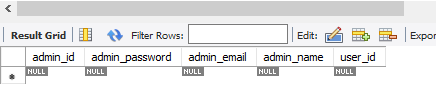 Result Grid Filter Rows: Edit: Expor
admin_id admin_password admin_email admin_name user_id
NULL NULL NULL NULL NULL